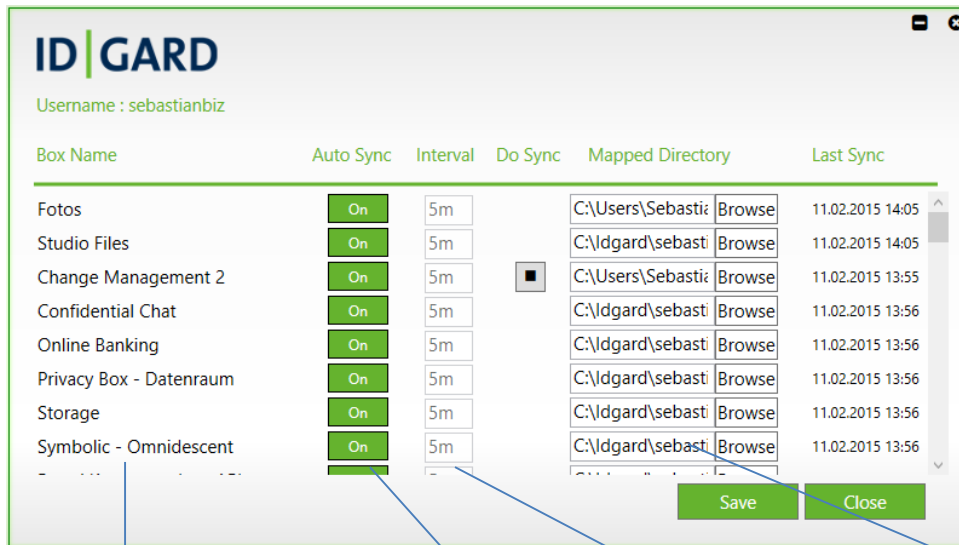 ID|GARD
Username : sebastianbiz
Box Name Auto Sync Interval Do Sync Mapped Directory Last Sync
Fotos On 5m C:\Users\Sebastia Browse 11.02.2015 14:05
Studio Files On 5m C:\Idgard\sebasti Browse 11.02.2015 14:05
Change Management 2 On 5m C:\Users\Sebastia Browse 11.02.2015 13:55
Confidential Chat On 5m C:\Idgard\sebasti Browse 11.02.2015 13:56
Online Banking On 5m C:\Idgard\sebasti Browse 11.02.2015 13:56
Privacy Box - Datenraum On 5m C:\Idgard\sebasti Browse 11.02.2015 13:56
Storage On 5m C:\Idgard\sebasti Browse 11.02.2015 13:56
Symbolic - Omnidescent On 5m C:\Idgard\sebasti Browse 11.02.2015 13:56
Save Close